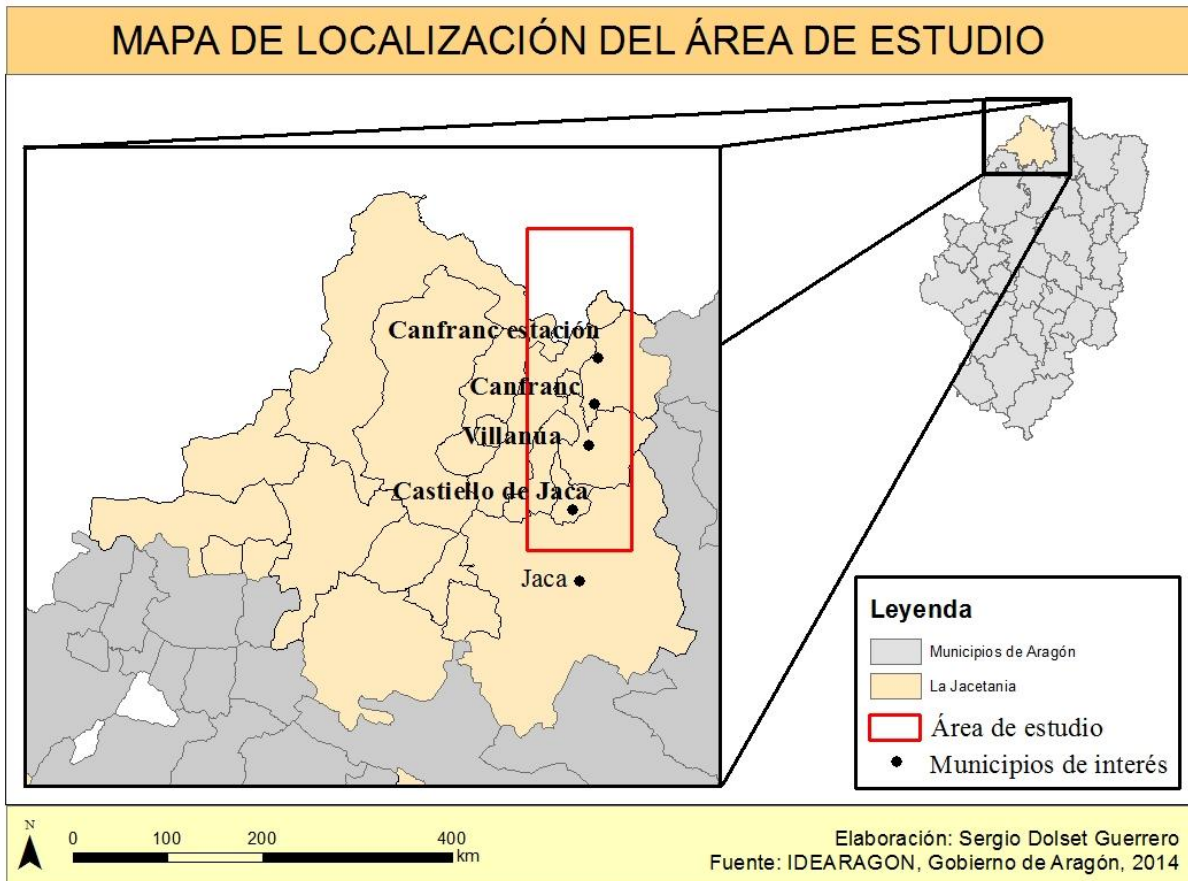 MAPA DE LOCALIZACIÓN DEL ÁREA DE ESTUDIO
Canfranc estación
Canfranc
Villanúa
Castiello de Jaca
Jaca
Leyenda
Municipios de Aragón
La Jacetania
Área de estudio
Municipios de interés
N
0 100 200 400
km
Elaboración: Sergio Dolset Guerrero
Fuente: IDEARAGON, Gobierno de Aragón, 2014